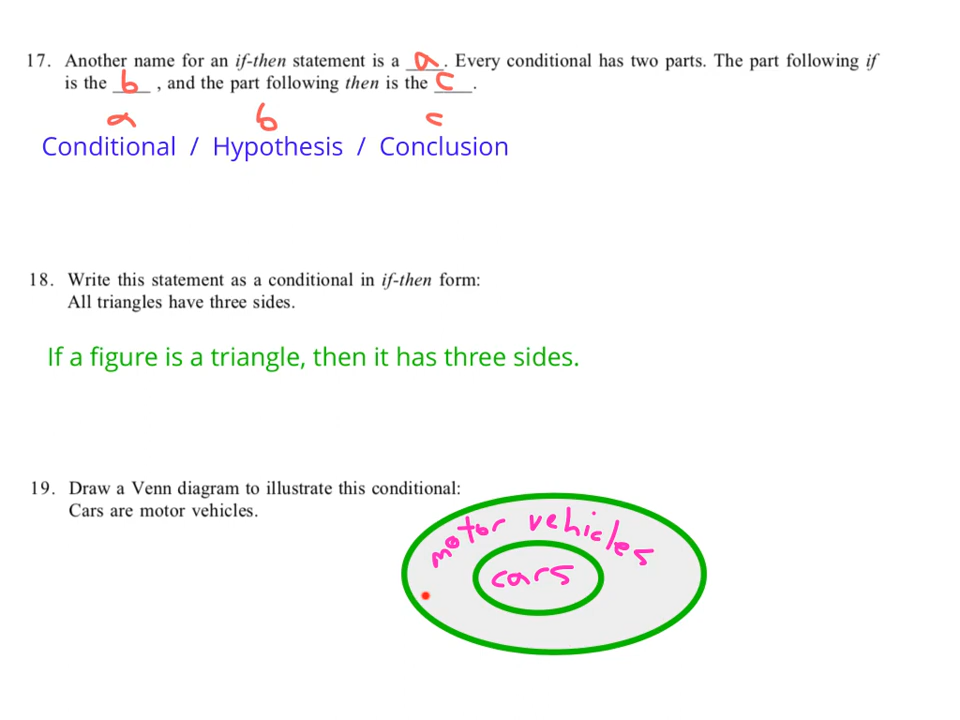 17. Another name for an if-then statement is a __a__. Every conditional has two parts. The part following if
is the __b__ , and the part following then is the __c__.
a b c
Conditional / Hypothesis / Conclusion
18. Write this statement as a conditional in if-then form:
All triangles have three sides.
If a figure is a triangle, then it has three sides.
19. Draw a Venn diagram to illustrate this conditional:
Cars are motor vehicles.
motor vehicles
cars